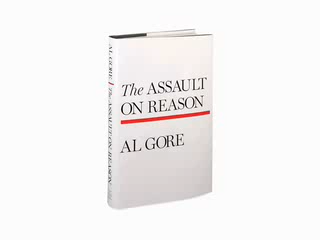 The ASSAULT
ON REASON
AL GORE
AL GORE The ASSAULT ON REASON